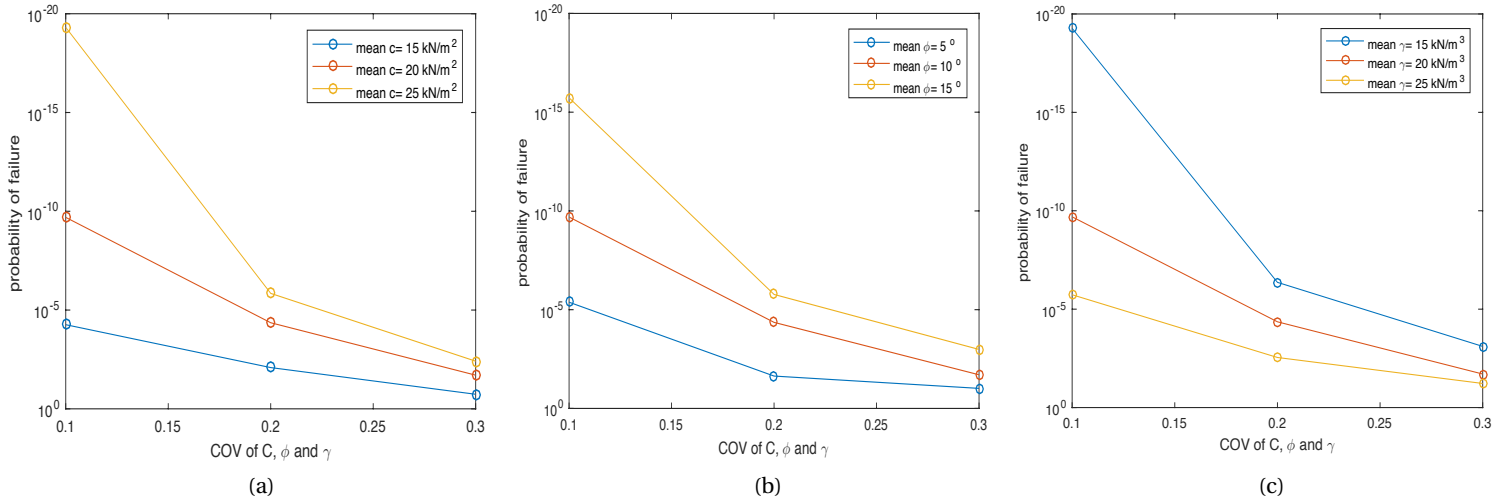 probability of failure
10^-20
10^-15
10^-10
10^-5
10^0
0.1 0.15 0.2 0.25 0.3
COV of C, ϕ and γ
mean c= 15 kN/m^2
mean c= 20 kN/m^2
mean c= 25 kN/m^2
(a)
probability of failure
10^-20
10^-15
10^-10
10^-5
10^0
0.1 0.15 0.2 0.25 0.3
COV of C, ϕ and γ
mean ϕ= 5 °
mean ϕ= 10 °
mean ϕ= 15 °
(b)
probability of failure
10^-20
10^-15
10^-10
10^-5
10^0
0.1 0.15 0.2 0.25 0.3
COV of C, ϕ and γ
mean γ= 15 kN/m^3
mean γ= 20 kN/m^3
mean γ= 25 kN/m^3
(c)